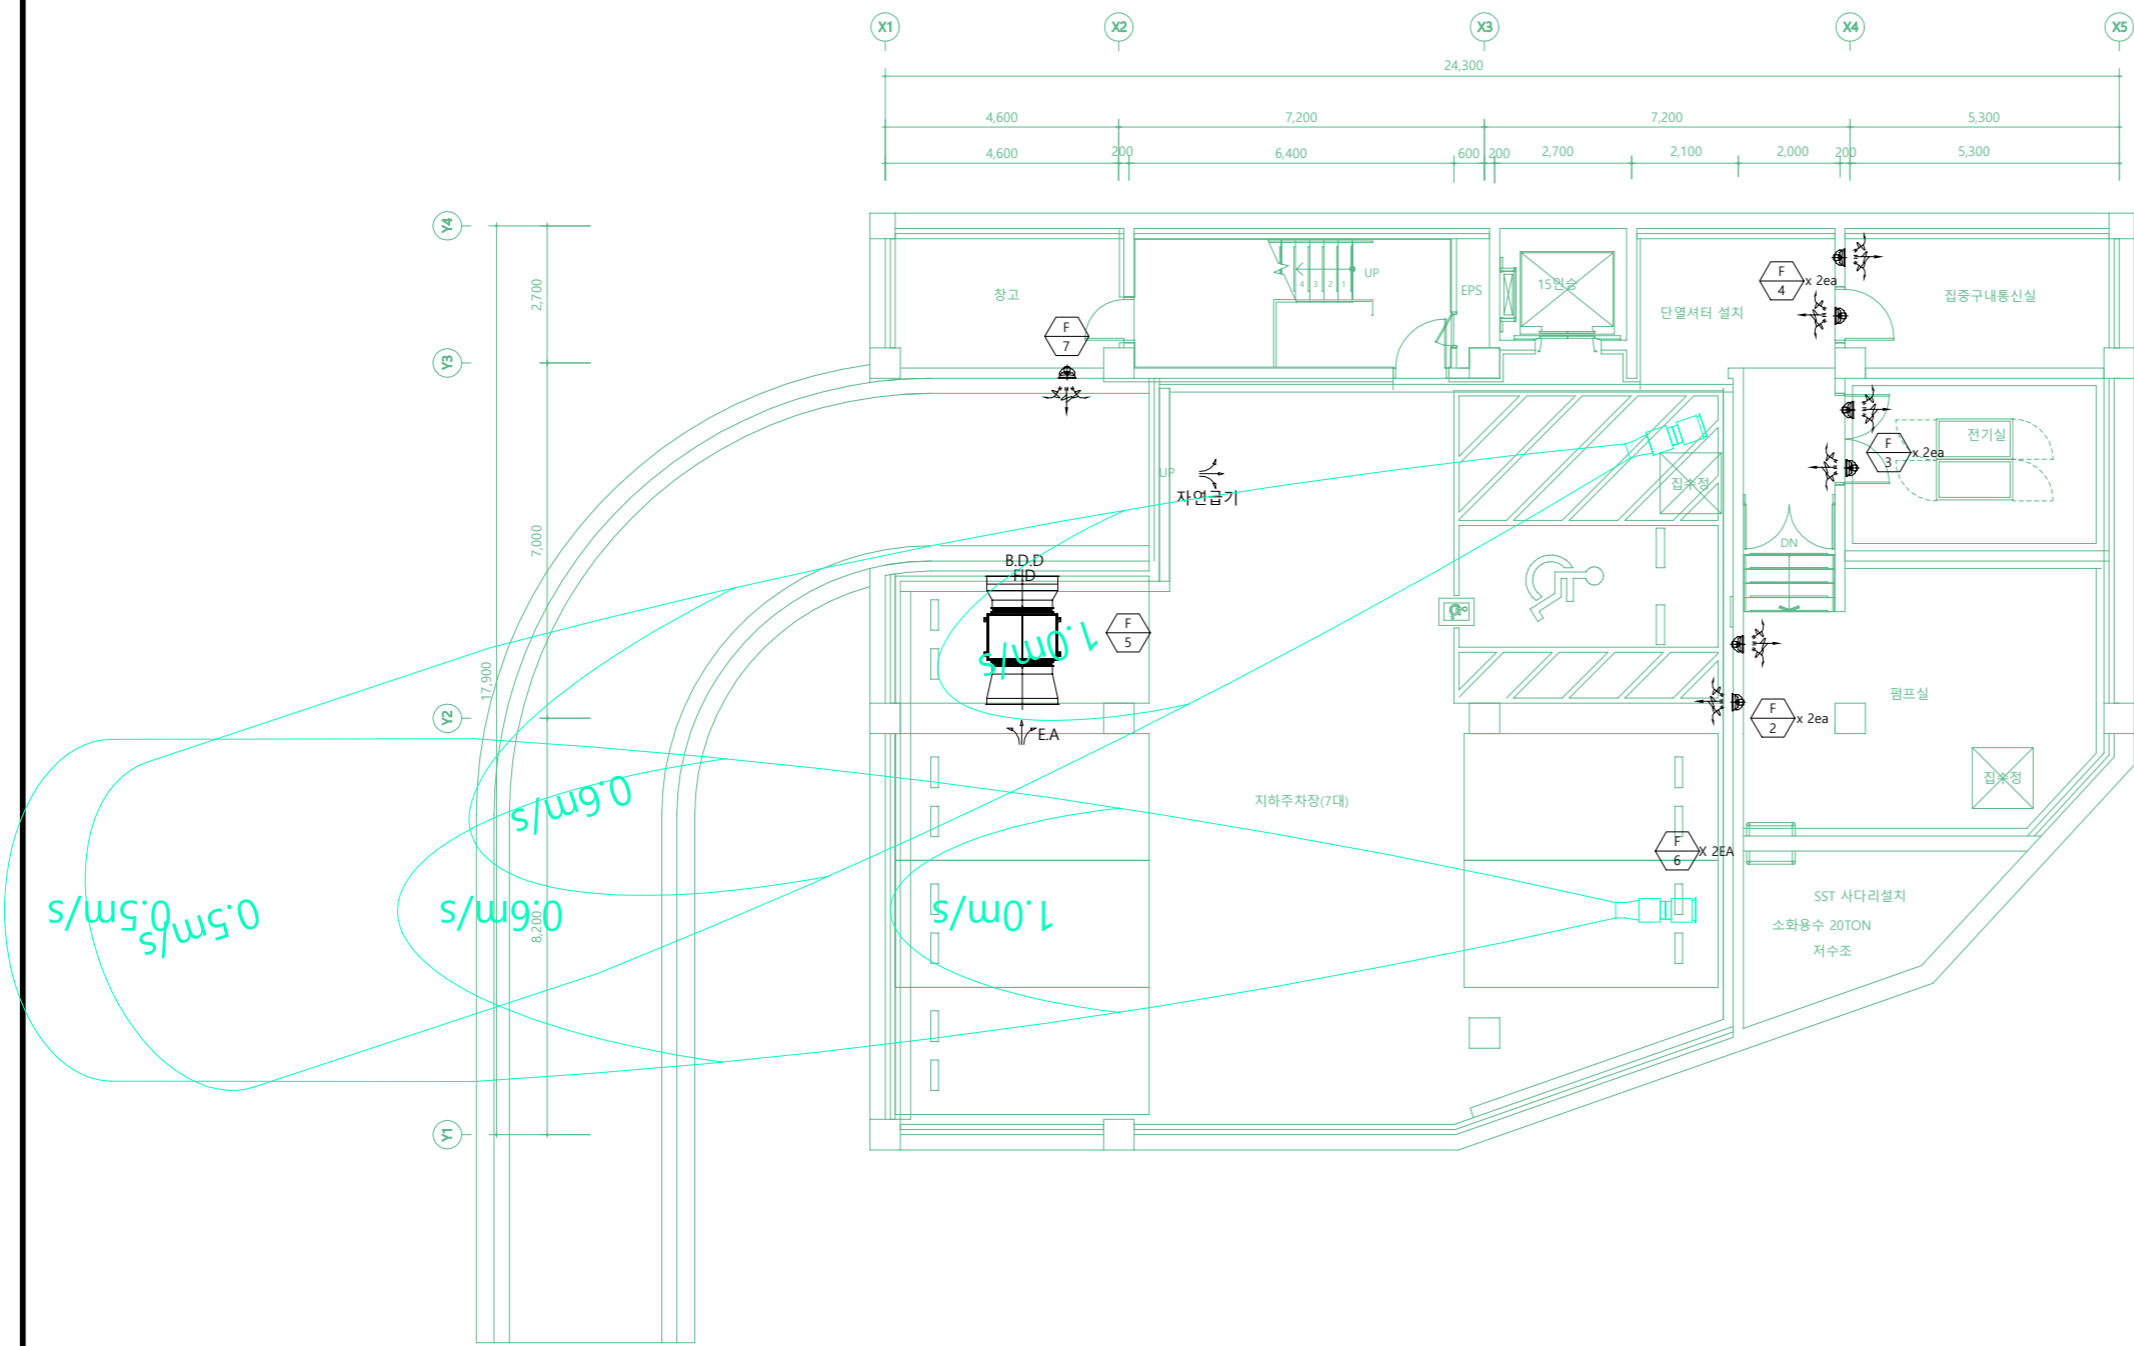 X1 X2 X3 X4 X5
24,300
4,600 7,200 7,200 5,300
4,600 200 6,400 600 200 2,700 2,100 2,000 200 5,300
Y4
2,700
Y3
7,000
17,900
Y2
8,200
Y1
창고
UP
4 3 2 1
EPS
15인승
단열셔터 설치
F
4
x 2ea
집중구내통신실
F
7
전기실
F
3
x 2ea
UP
자연급기
집수정
DN
B.D.D
F.D
F
5
1.0m/s
E.A
펌프실
F
2
x 2ea
집수정
0.6m/s
지하주차장(7대)
F
6
X 2EA
0.5m/s
0.5m/s
0.6m/s
1.0m/s
SST 사다리설치
소화용수 20TON
저수조